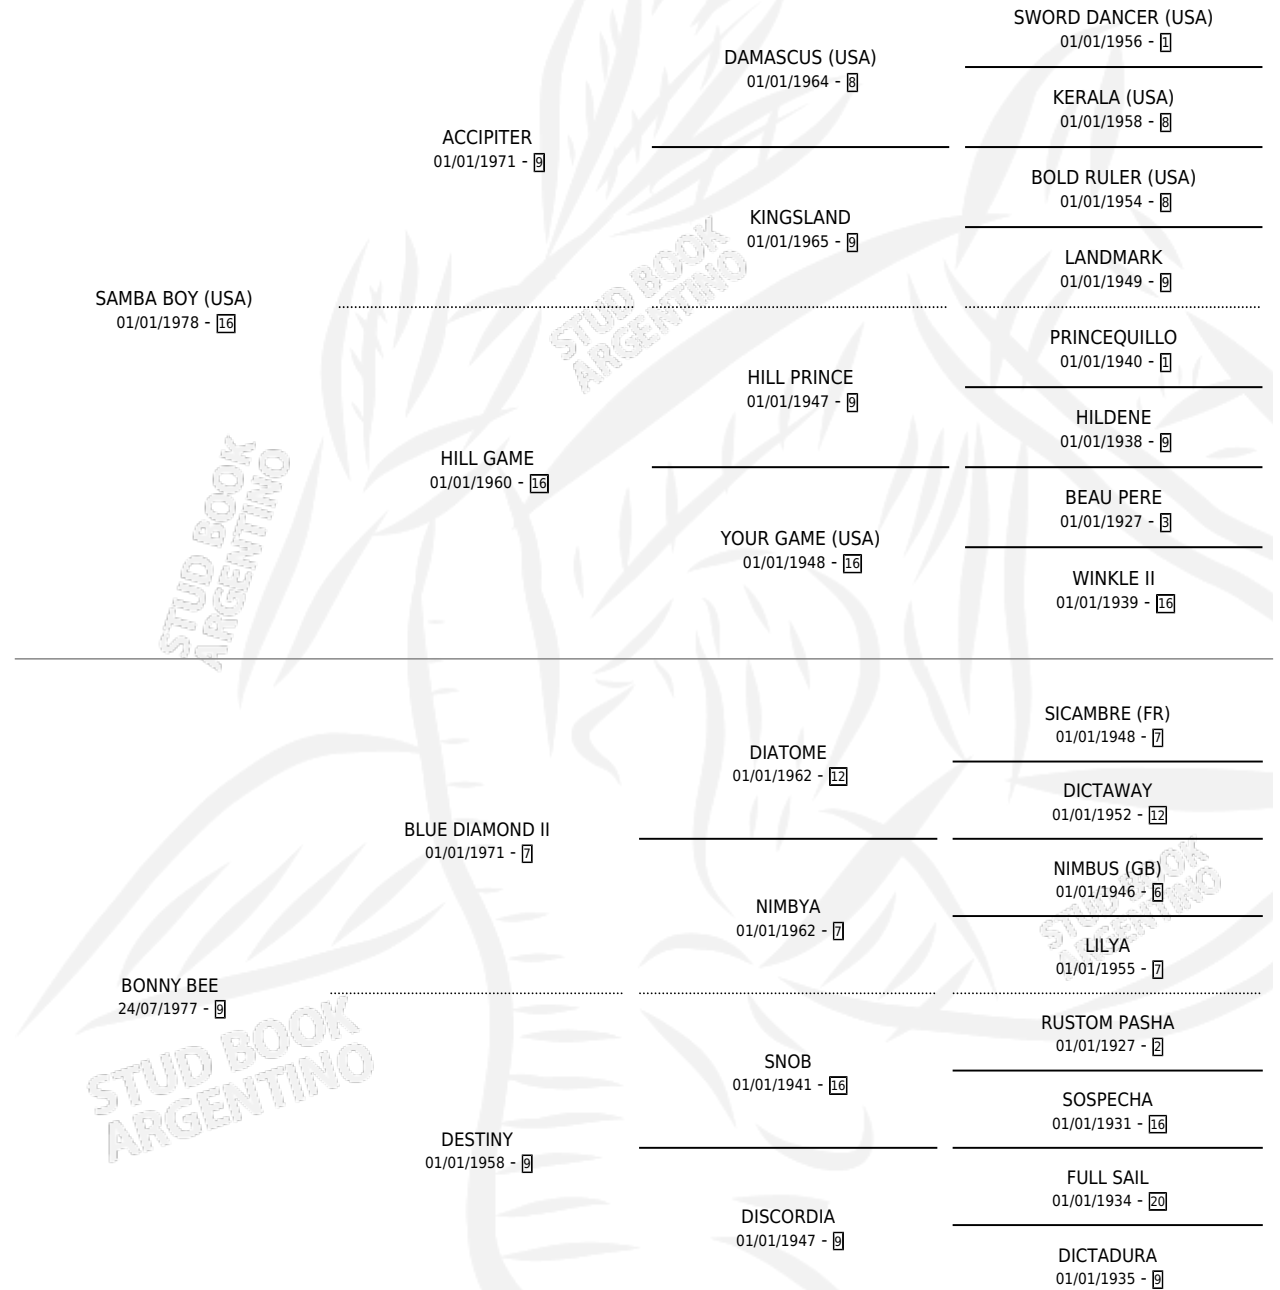 SWORD DANCER (USA)
01/01/1956 - 1
DAMASCUS (USA)
01/01/1964 - 8
KERALA (USA)
01/01/1958 - 8
ACCIPITER
01/01/1971 - 9
BOLD RULER (USA)
01/01/1954 - 8
KINGSLAND
01/01/1965 - 9
LANDMARK
01/01/1949 - 9
SAMBA BOY (USA)
01/01/1978 - 16
STUD BOOK
ARGENTINO
PRINCEQUILLO
01/01/1940 - 1
HILL PRINCE
01/01/1947 - 9
HILDENE
01/01/1938 - 9
HILL GAME
01/01/1960 - 16
BEAU PERE
01/01/1927 - 3
YOUR GAME (USA)
01/01/1948 - 16
WINKLE II
01/01/1939 - 16
STUD BOOK
ARGENTINO
SICAMBRE (FR)
01/01/1948 - 7
DIATOME
01/01/1962 - 12
DICTAWAY
01/01/1952 - 12
BLUE DIAMOND II
01/01/1971 - 7
NIMBUS (GB)
01/01/1946 - 6
NIMBYA
01/01/1962 - 7
STUD BOOK
ARGENTINO
LILYA
01/01/1955 - 7
BONNY BEE
24/07/1977 - 9
STUD BOOK
ARGENTINO
RUSTOM PASHA
01/01/1927 - 2
SNOB
01/01/1941 - 16
SOSPECHA
01/01/1931 - 16
DESTINY
01/01/1958 - 9
FULL SAIL
01/01/1934 - 20
DISCORDIA
01/01/1947 - 9
DICTADURA
01/01/1935 - 9